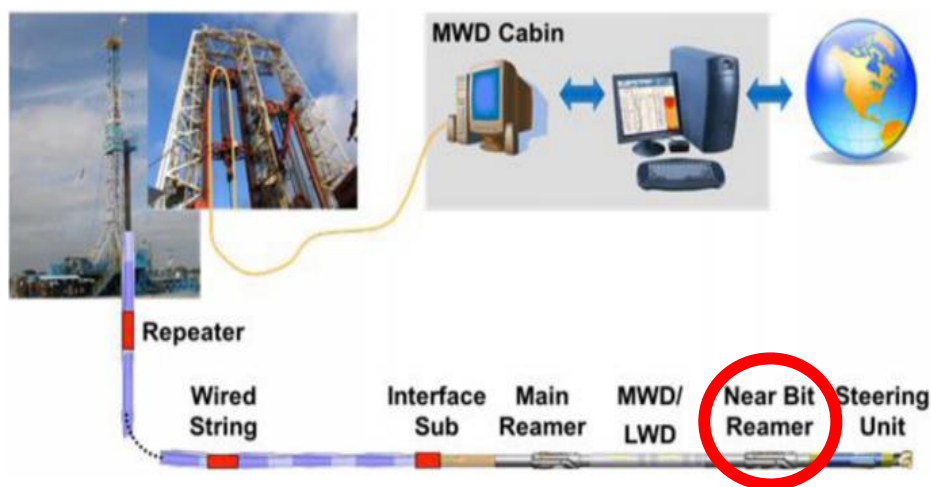 MWD Cabin
Repeater
Wired
String
Interface
Sub
Main
Reamer
MWD/
LWD
Near Bit
Reamer
Steering
Unit